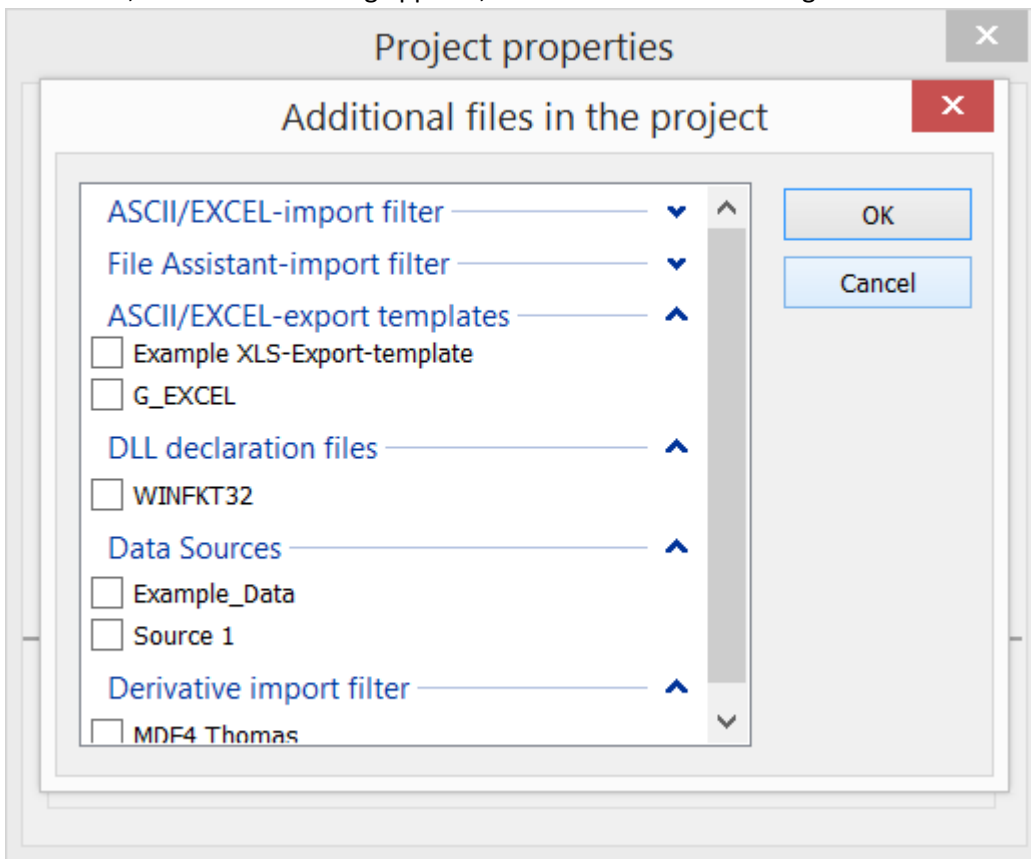 Project properties
Additional files in the project
ASCII/EXCEL-import filter
OK
File Assistant-import filter
Cancel
ASCII/EXCEL-export templates
Example XLS-Export-template
G_EXCEL
DLL declaration files
WINFKT32
Data Sources
Example_Data
Source 1
Derivative import filter
MDF4 Thomas